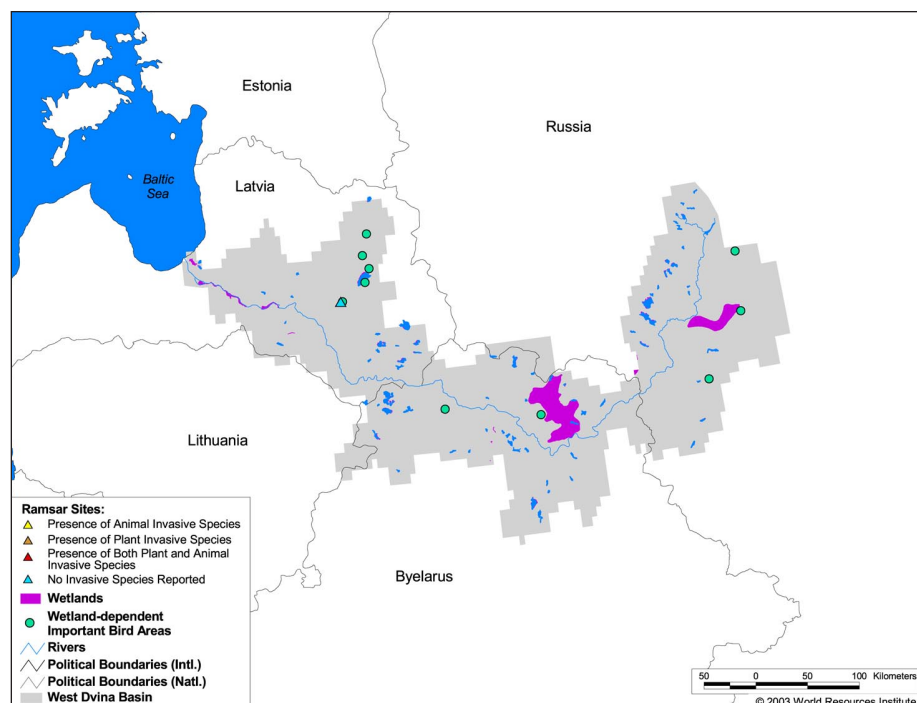 Estonia
Russia
Baltic
Sea
Latvia
Lithuania
Byelarus
Ramsar Sites:
Presence of Animal Invasive Species
Presence of Plant Invasive Species
Presence of Both Plant and Animal
Invasive Species
No Invasive Species Reported
Wetlands
Wetland-dependent
Important Bird Areas
Rivers
Political Boundaries (Intl.)
Political Boundaries (Natl.)
West Dvina Basin
50 0 50 100 Kilometers
© 2003 World Resources Institute